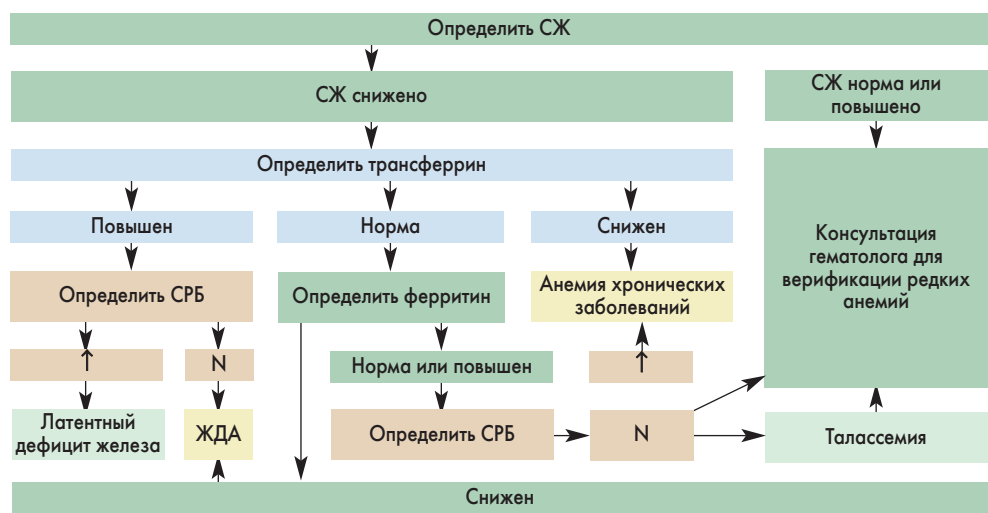 Определить СЖ
СЖ снижено
СЖ норма или
повышено
Определить трансферрин
Повышен
Норма
Снижен
Консультация
гематолога для
верификации редких
анемий
Определить СРБ
Определить ферритин
Анемия хронических
заболеваний
↑
N
Норма или повышен
↑
Латентный
дефицит железа
ЖДА
Определить СРБ
N
Талассемия
Снижен